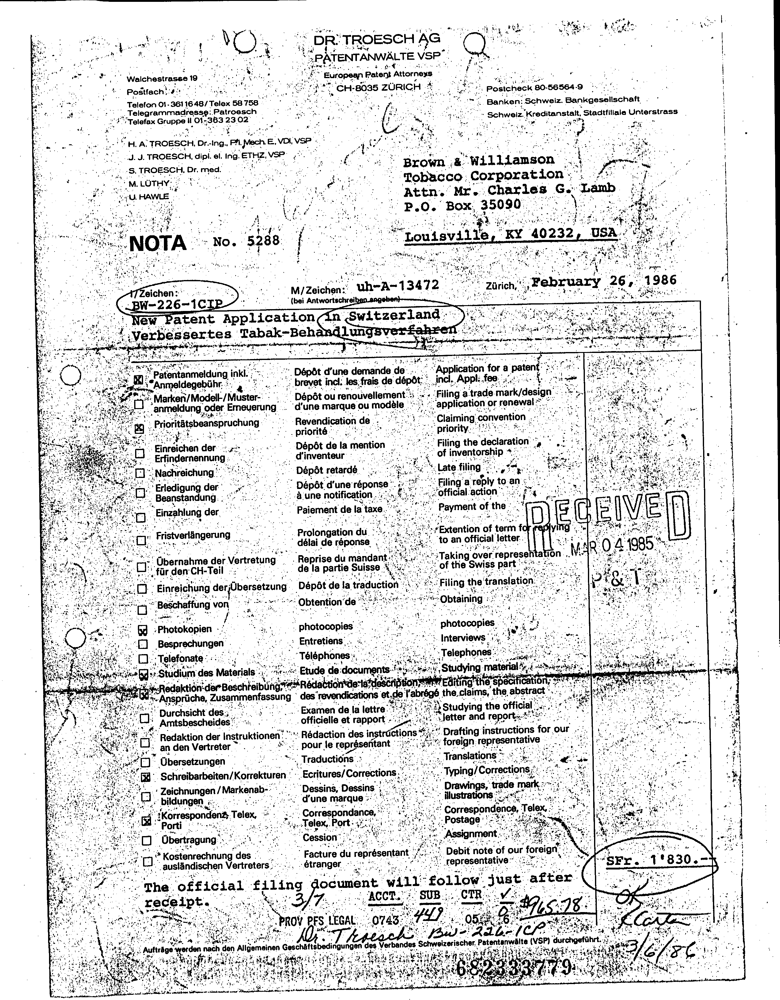 DR. TROESCH AG
PATENTANWÄLTE VSP
European Patent Attorneys
CH-8035 ZÜRICH
Walchestrasse 19
Postfach
Telefon 01-361 16 48 / Telex 58 758
Telegrammadresse: Patroesch
Telefax Gruppe II 01-363 23 02
Postcheck 80-56564-9
Banken: Schweiz. Bankgesellschaft
Schweiz. Kreditanstalt, Stadtfiliale Unterstrass
H. A. TROESCH, Dr.-Ing., Pfl. Mech. E, VDI, VSP
J. J. TROESCH, dipl. el. Ing. ETHZ, VSP
S. TROESCH, Dr. med.
M. LÜTHY
U. HAWLE
Brown & Williamson
Tobacco Corporation
Attn. Mr. Charles G. Lamb
P.O. Box 35090
Louisville, KY 40232, USA
NOTA No. 5288
I/Zeichen:
BW-226-1CIP
M/Zeichen: uh-A-13472
(bei Antwortschreiben angeben)
Zürich, February 26, 1986
New Patent Application in Switzerland
Verbessertes Tabak-Behandlungsverfahren
Patentanmeldung inkl. Anmeldegebühr Dépôt d'une demande de brevet incl. les frais de dépôt Application for a patent incl. Appl. fee
Marken/Modell-/Muster-anmeldung oder Erneuerung Dépôt ou renouvellement d'une marque ou modèle Filing a trade mark/design application or renewal
Prioritätsbeanspruchung Revendication de priorité Claiming convention priority
Einreichen der Erfindernennung Dépôt de la mention d'inventeur Filing the declaration of inventorship
Nachreichung Dépôt retardé Late filing
Erledigung der Beanstandung Dépôt d'une réponse à une notification Filing a reply to an official action
Einzahlung der Paiement de la taxe Payment of the
Fristverlängerung Prolongation du délai de réponse Extention of term for replying to an official letter
Übernahme der Vertretung für den CH-Teil Reprise du mandant de la partie Suisse Taking over representation of the Swiss part
Einreichung der Übersetzung Dépôt de la traduction Filing the translation
Beschaffung von Obtention de Obtaining
Photokopien photocopies photocopies
Besprechungen Entretiens Interviews
Telefonate Téléphones Telephones
Studium des Materials Etude de documents Studying material
Redaktion der Beschreibung, Ansprüche, Zusammenfassung Rédaction de la description, des revendications et de l'abrégé Editing the specification, the claims, the abstract
Durchsicht des Amtsbescheides Examen de la lettre officielle et rapport Studying the official letter and report
Redaktion der Instruktionen an den Vertreter Rédaction des instructions pour le représentant Drafting instructions for our foreign representative
Übersetzungen Traductions Translations
Schreibarbeiten/Korrekturen Ecritures/Corrections Typing/Corrections
Zeichnungen/Markenab-bildungen Dessins, Dessins d'une marque Drawings, trade mark illustrations
Korrespondenz, Telex, Porti Correspondance, Telex, Port Correspondence, Telex, Postage
Übertragung Cession Assignment
Kostenrechnung des ausländischen Vertreters Facture du représentant étranger Debit note of our foreign representative
RECEIVED
MAR 04 1985
P & T
SFr. 1'830.--
The official filing document will follow just after
receipt.
3/7 ACCT. SUB CTR
PROV PFS LEGAL 0743 449 05 $965.78
OK
Dr. Troesch BW-226-1CP
3/6/86
Aufträge werden nach den Allgemeinen Geschäftsbedingungen des Verbandes Schweizerischer Patentanwälte (VSP) durchgeführt.
682333779